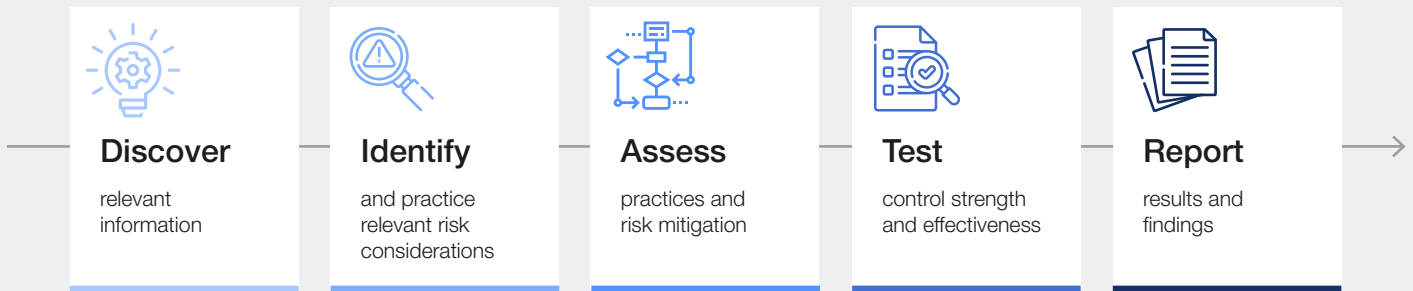 Discover
relevant
information
Identify
and practice
relevant risk
considerations
Assess
practices and
risk mitigation
Test
control strength
and effectiveness
Report
results and
findings